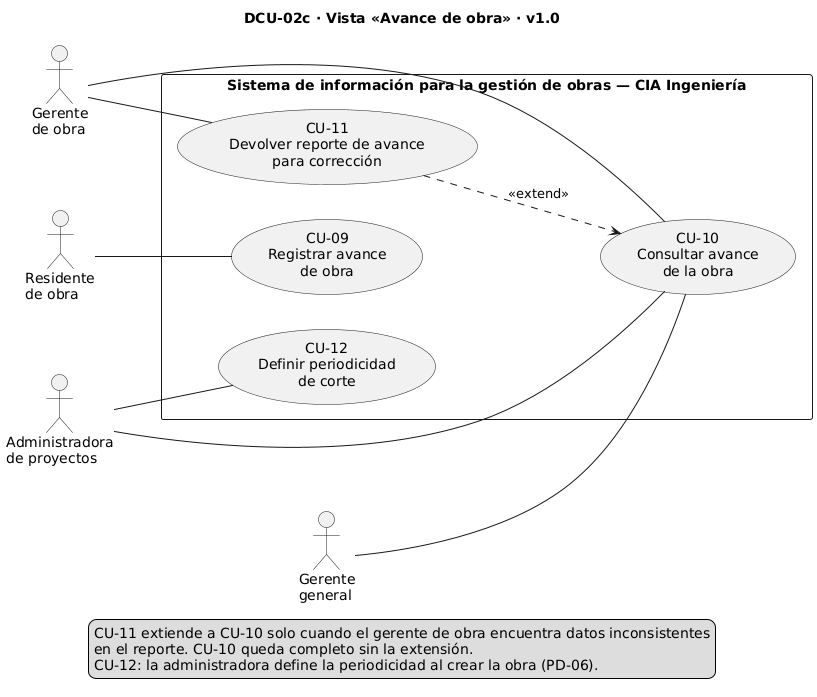 DCU-02c · Vista «Avance de obra» · v1.0
Sistema de información para la gestión de obras — CIA Ingeniería
Gerente
de obra
CU-11
Devolver reporte de avance
para corrección
«extend»
CU-10
Consultar avance
de la obra
Residente
de obra
CU-09
Registrar avance
de obra
CU-12
Definir periodicidad
de corte
Administradora
de proyectos
Gerente
general
CU-11 extiende a CU-10 solo cuando el gerente de obra encuentra datos inconsistentes
en el reporte. CU-10 queda completo sin la extensión.
CU-12: la administradora define la periodicidad al crear la obra (PD-06).